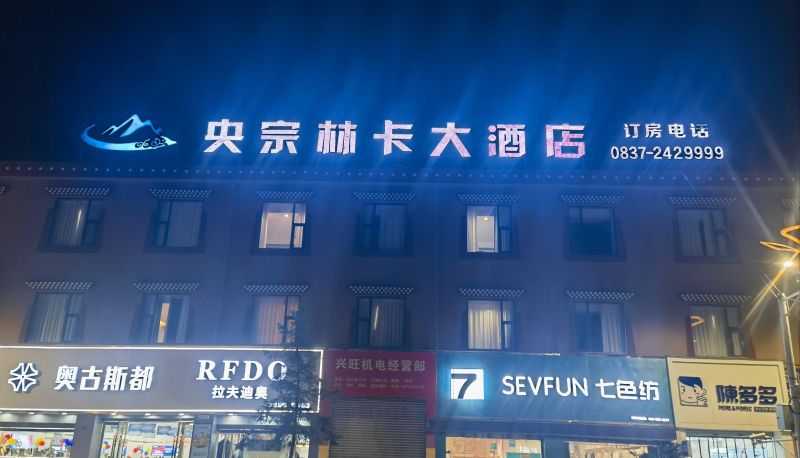 央宗林卡大酒店
订房电话
0837-2429999
奥古斯都
RFDO
拉夫迪奥
兴旺机电经营部
7
SEVFUN 七色纺
陳多多